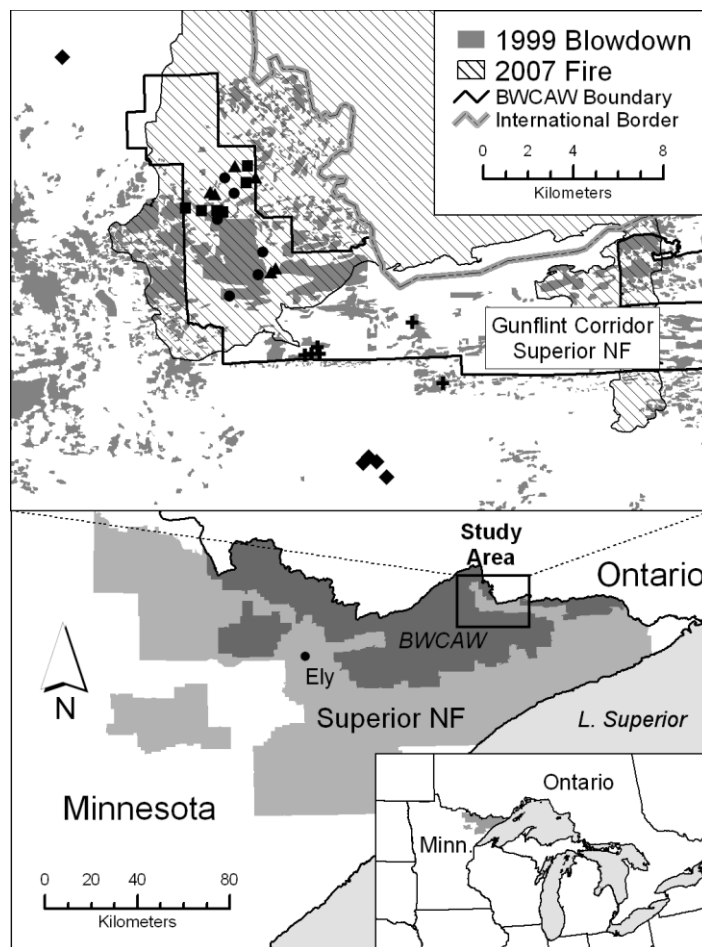 1999 Blowdown
2007 Fire
BWCAW Boundary
International Border
0 2 4 8
Kilometers
Gunflint Corridor
Superior NF
Study
Area
Ontario
BWCAW
Ely
N
Superior NF
L. Superior
Minnesota
Ontario
Minn.
0 20 40 80
Kilometers